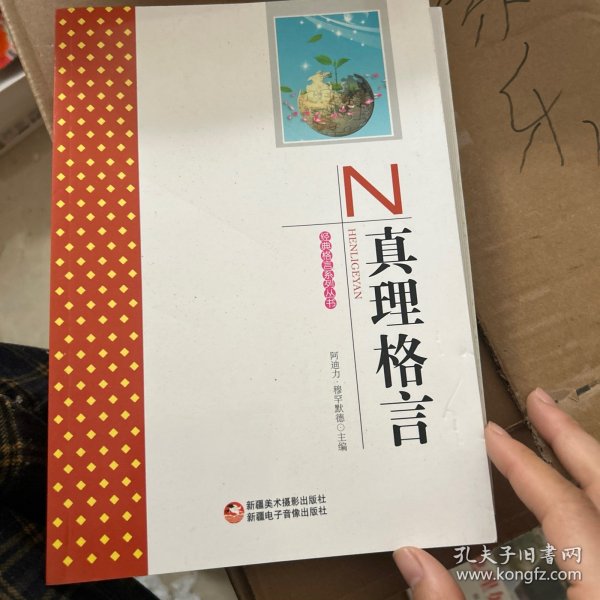 N
HENLIGEYAN
真理格言
经典格言系列丛书
阿迪力·穆罕默德⊙主编
新疆美术摄影出版社
新疆电子音像出版社
孔夫子旧书网
www.kongfz.com